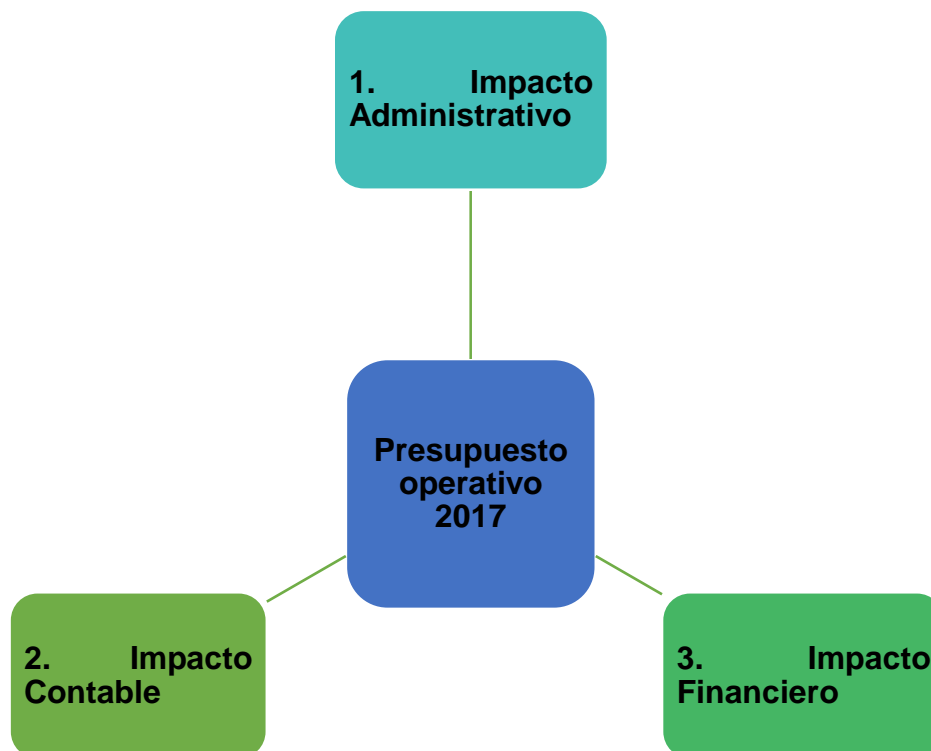 1. Impacto
Administrativo
Presupuesto
operativo
2017
2. Impacto
Contable
3. Impacto
Financiero